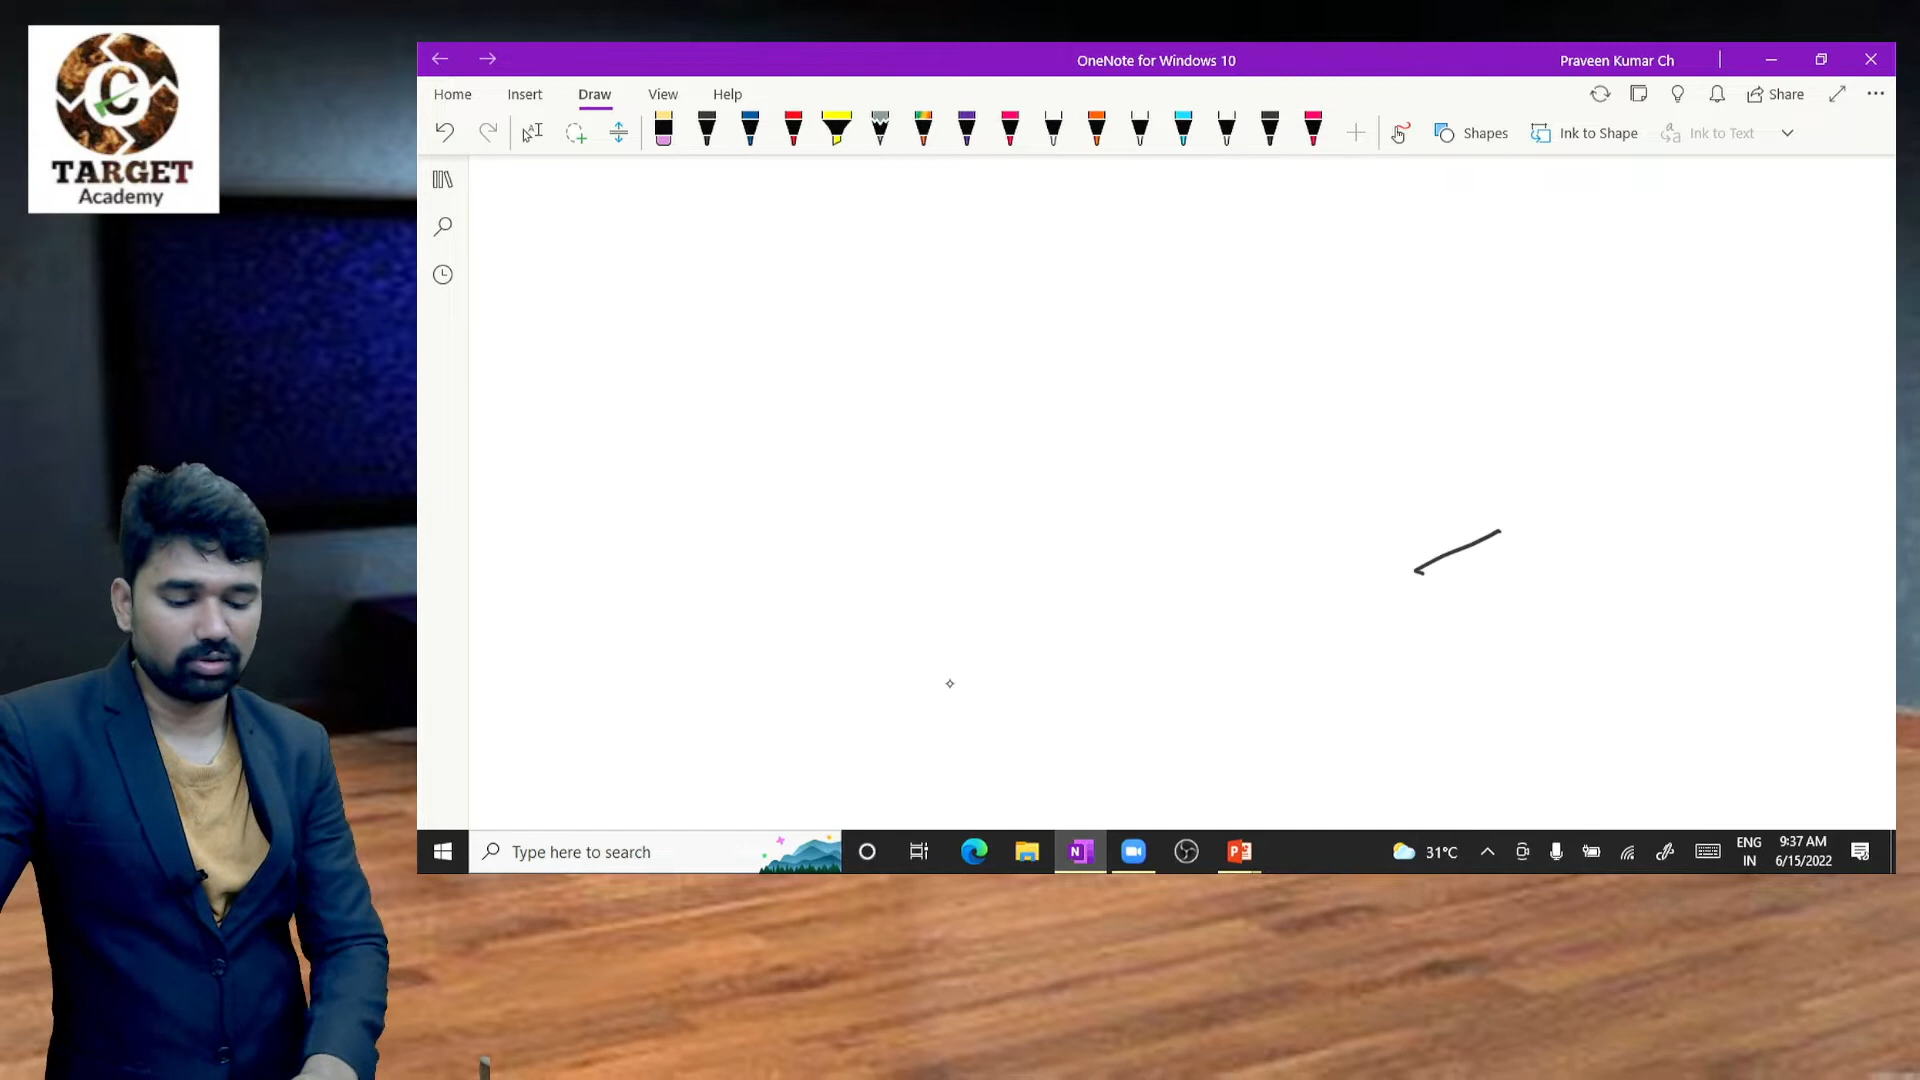 C
TARGET
Academy
OneNote for Windows 10
Praveen Kumar Ch
Home Insert Draw View Help
Share
Shapes
Ink to Shape
Ink to Text
Type here to search
31°C
ENG
IN
9:37 AM
6/15/2022